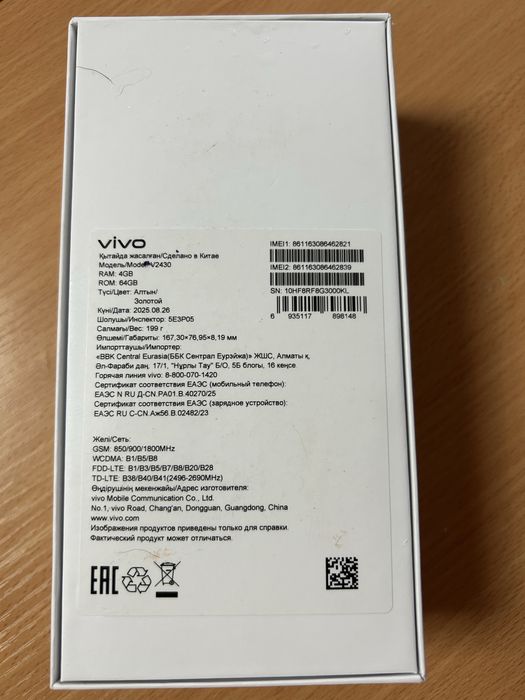 vivo
Қытайда жасалған/Сделано в Китае
Модель/Model: V2430
RAM: 4GB
ROM: 64GB
Түсі/Цвет: Алтын/
Золотой
Күні/Дата: 2025.08.26
Шолушы/Инспектор: 5E3P05
Салмағы/Вес: 199 г
Өлшемі/Габариты: 167,30×76,95×8,19 мм
Импорттаушы/Импортер:
«BBK Central Eurasia(ББК Сентрал Еурэйжа)» ЖШС, Алматы қ,
Әл-Фараби даң. 17/1, "Нұрлы Тау" Б/О, 5Б блогы, 16 кеңсе.
Горячая линия vivo: 8-800-070-1420
Сертификат соответствия ЕАЭС (мобильный телефон):
ЕАЭС N RU Д-CN.РА01.В.40270/25
Сертификат соответствия ЕАЭС (зарядное устройство):
ЕАЭС RU С-CN.Аж56.В.02482/23
IMEI1: 861163086462821
IMEI2: 861163086462839
SN: 10HF8RF8G3000KL
6 935117 896146
Желі/Сеть:
GSM: 850/900/1800MHz
WCDMA: B1/B5/B8
FDD-LTE: B1/B3/B5/B7/B8/B20/B28
TD-LTE: B38/B40/B41(2496-2690MHz)
Өндірушінің мекенжайы/Адрес изготовителя:
vivo Mobile Communication Co., Ltd.
No.1, vivo Road, Chang'an, Dongguan, Guangdong, China
www.vivo.com
Изображения продуктов приведены только для справки.
Фактический продукт может отличаться.
EAC